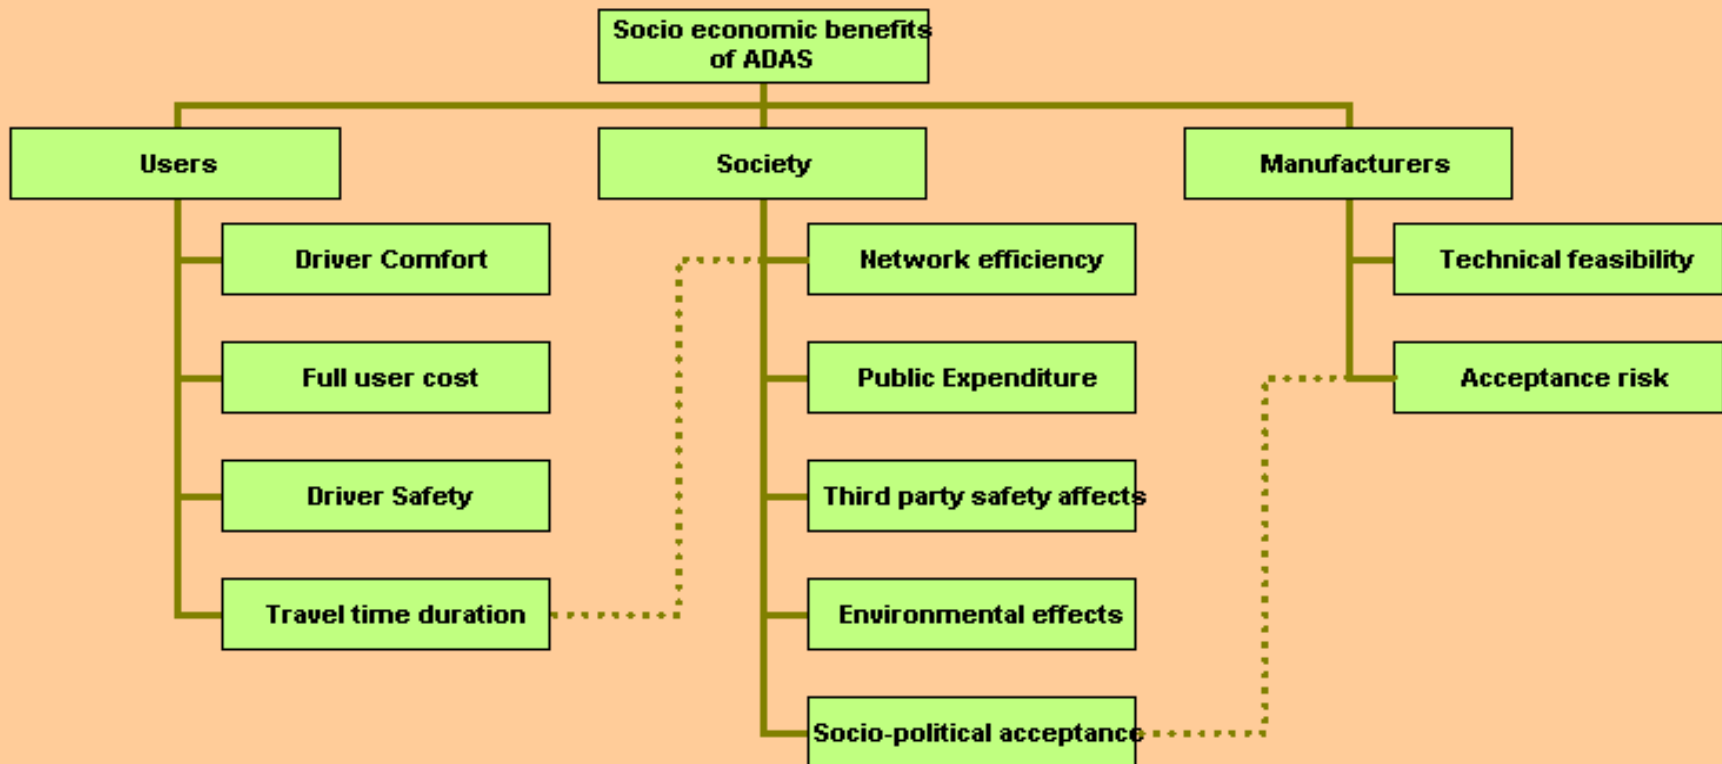 Socio economic benefits
of ADAS
Users
Society
Manufacturers
Driver Comfort
Network efficiency
Technical feasibility
Full user cost
Public Expenditure
Acceptance risk
Driver Safety
Third party safety affects
Travel time duration
Environmental effects
Socio-political acceptance